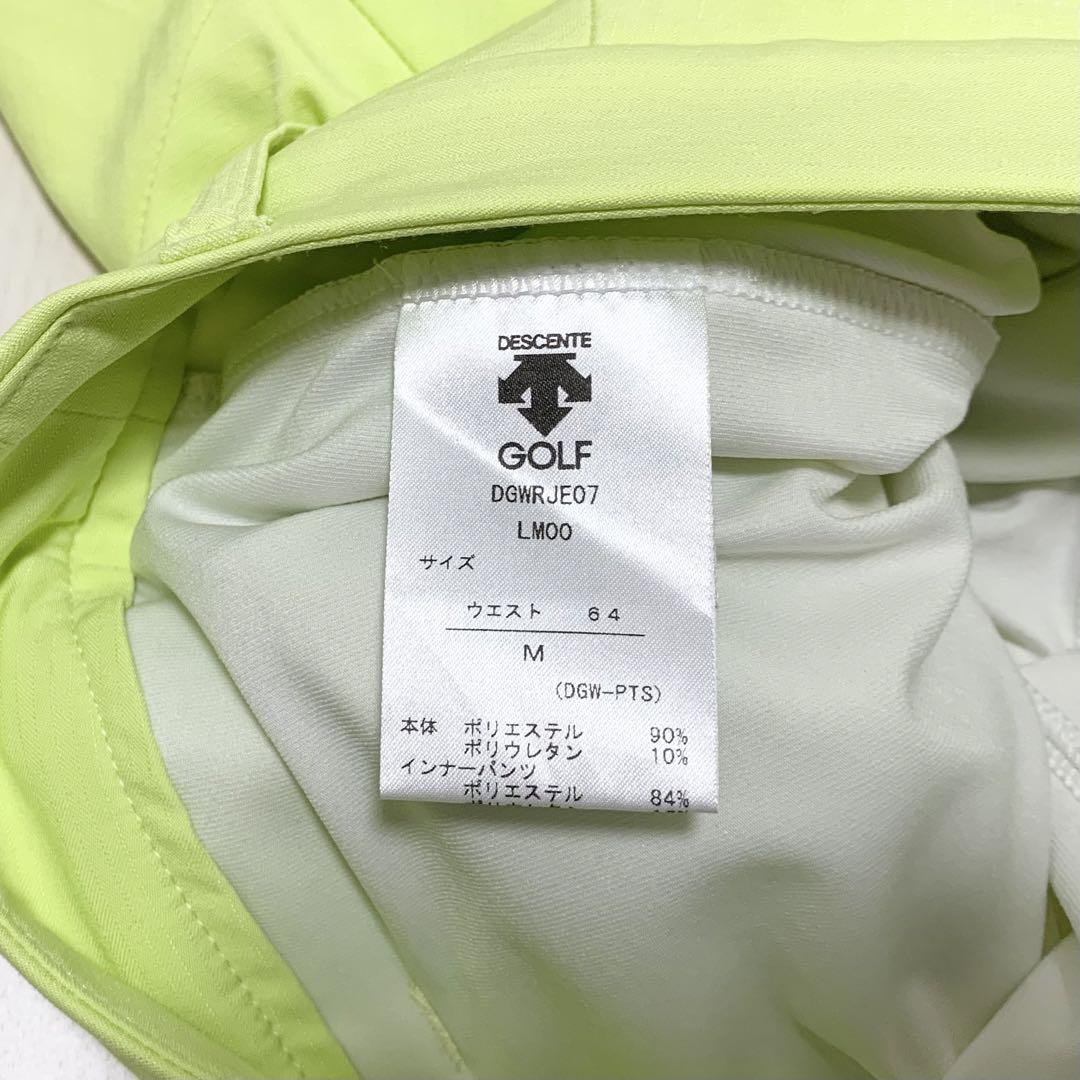 DESCENTE
GOLF
DGWRJE07
LM00
サイズ
ウエスト 64
M
(DGW-PTS)
本体 ポリエステル 90%
ポリウレタン 10%
インナーパンツ
ポリエステル 84%